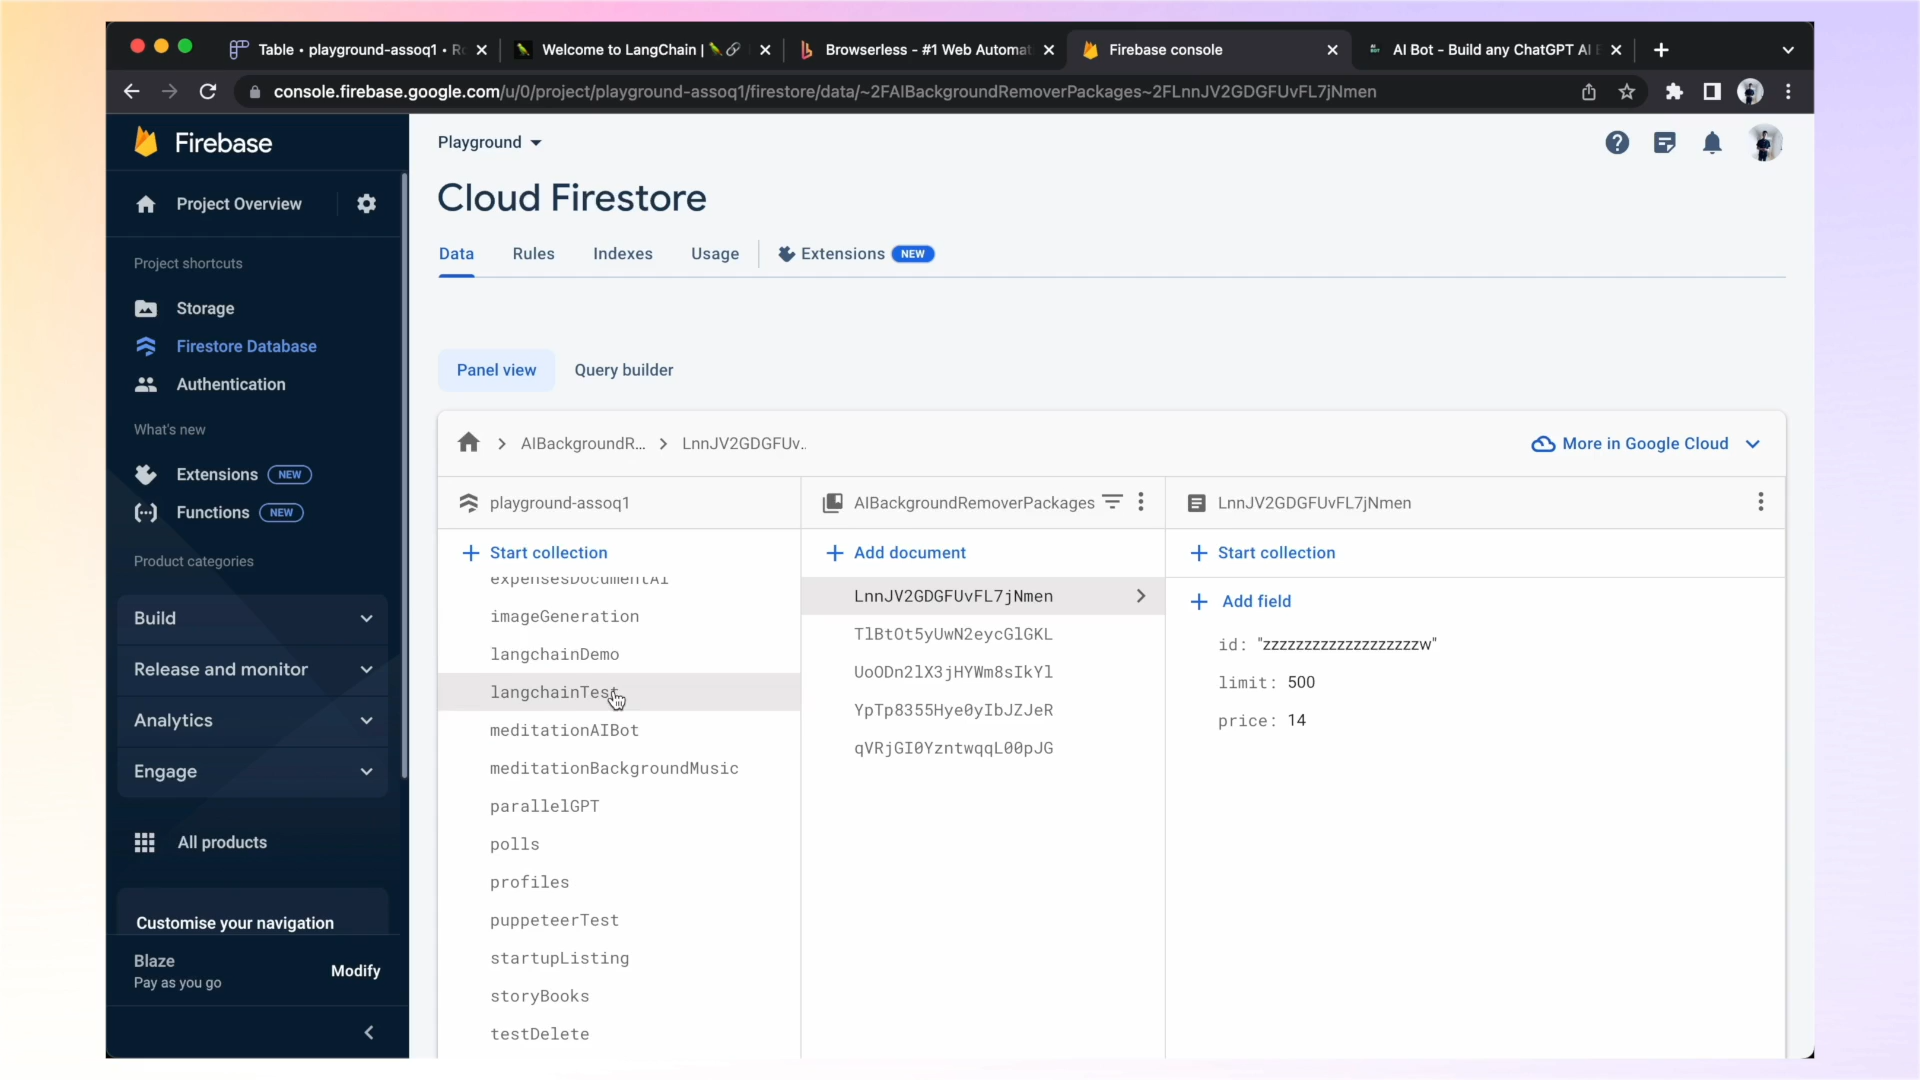 Table • playground-assoq1 • Ro
Welcome to LangChain |
Browserless - #1 Web Automat
Firebase console
AI Bot - Build any ChatGPT AI B
console.firebase.google.com/u/0/project/playground-assoq1/firestore/data/~2FAIBackgroundRemoverPackages~2FLnnJV2GDGFUvFL7jNmen
Firebase
Project Overview
Project shortcuts
Storage
Firestore Database
Authentication
What's new
Extensions NEW
Functions NEW
Product categories
Build
Release and monitor
Analytics
Engage
All products
Customise your navigation
Blaze
Pay as you go
Modify
Playground
Cloud Firestore
Data
Rules
Indexes
Usage
Extensions NEW
Panel view
Query builder
AIBackgroundR...
LnnJV2GDGFUv..
More in Google Cloud
playground-assoq1
Start collection
expensesDocumentAI
imageGeneration
langchainDemo
langchainTest
meditationAIBot
meditationBackgroundMusic
parallelGPT
polls
profiles
puppeteerTest
startupListing
storyBooks
testDelete
AIBackgroundRemoverPackages
Add document
LnnJV2GDGFUvFL7jNmen
TlBtOt5yUwN2eycGlGKL
UoODn2lX3jHYWm8sIkYl
YpTp8355Hye0yIbJZJeR
qVRjGI0YzntwqqL00pJG
LnnJV2GDGFUvFL7jNmen
Start collection
Add field
id: "zzzzzzzzzzzzzzzzzzzw"
limit: 500
price: 14